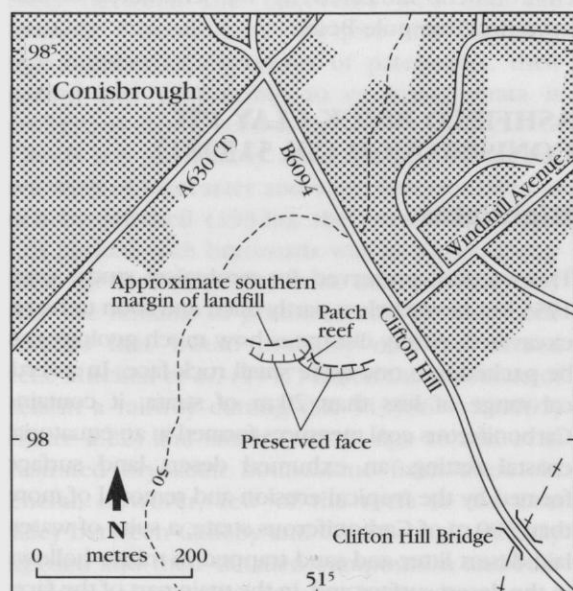 98⁵
Conisbrough
A630 (T)
B6094
Windmill Avenue
Approximate southern
margin of landfill
Patch
reef
Clifton Hill
Preserved face
98
50
N
0 metres 200
51⁵
Clifton Hill Bridge